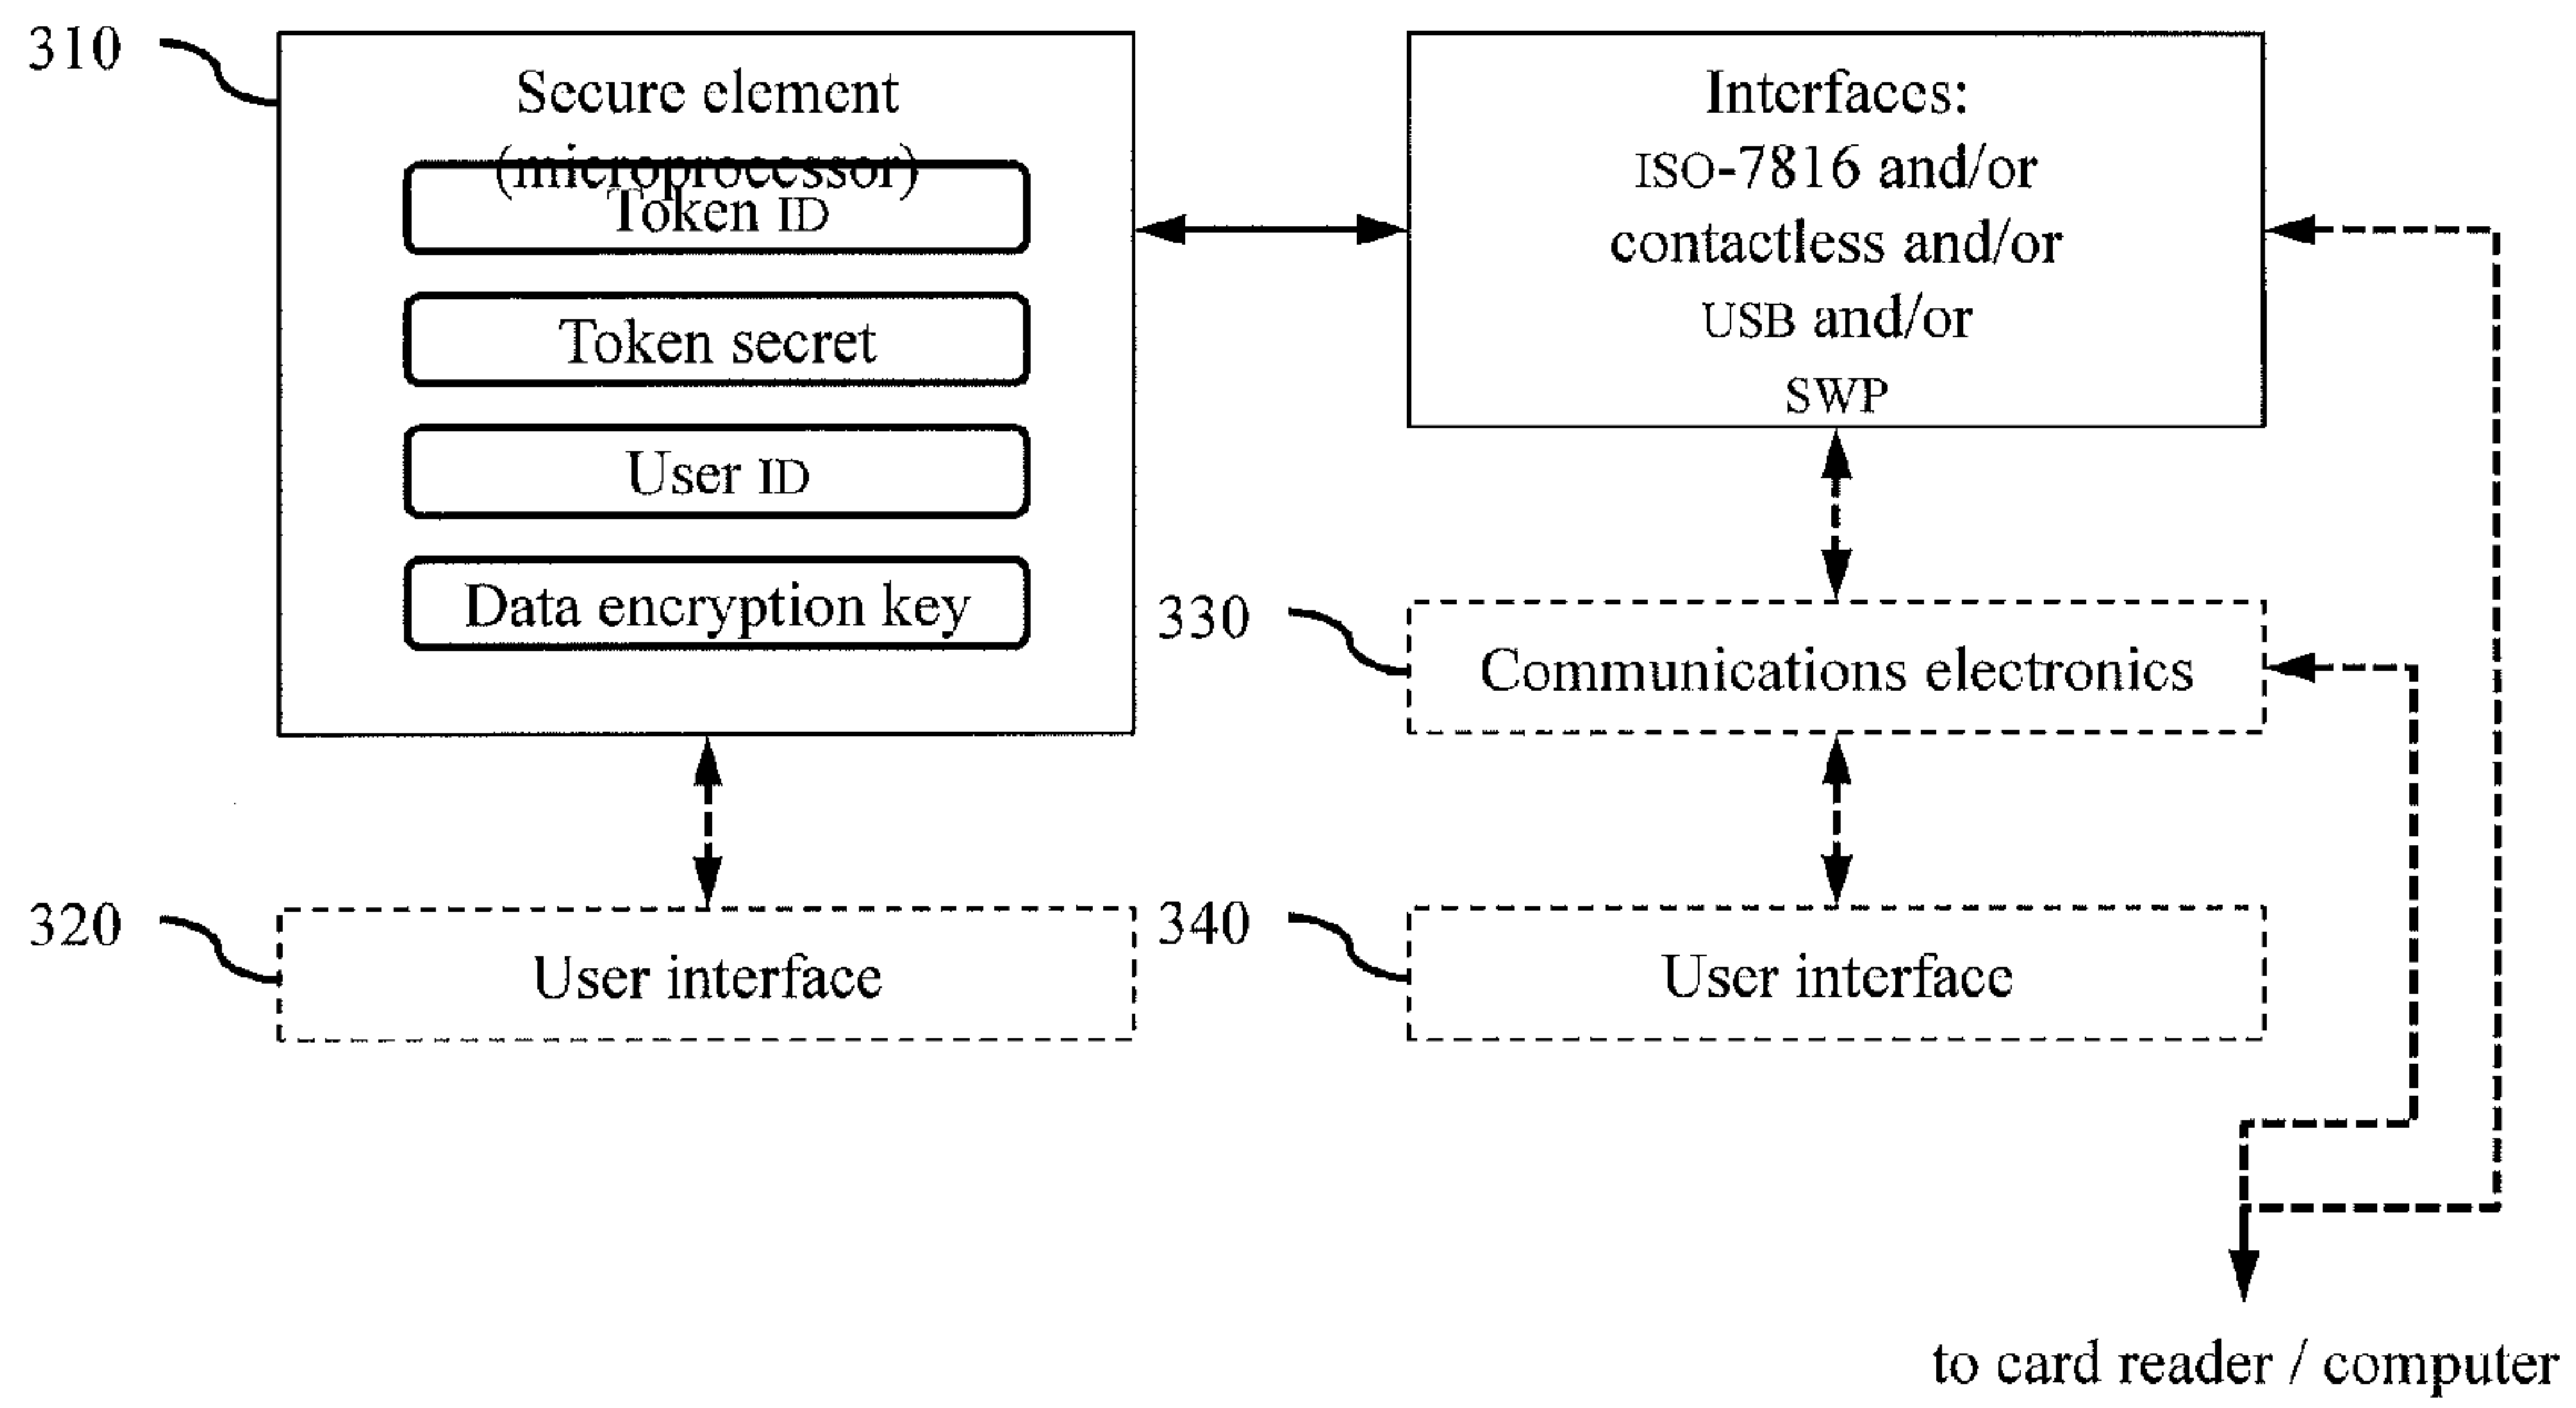 310
Secure element
(microprocessor)
Token ID
Token secret
User ID
Data encryption key
Interfaces:
ISO-7816 and/or
contactless and/or
USB and/or
SWP
330
Communications electronics
320
User interface
340
User interface
to card reader / computer